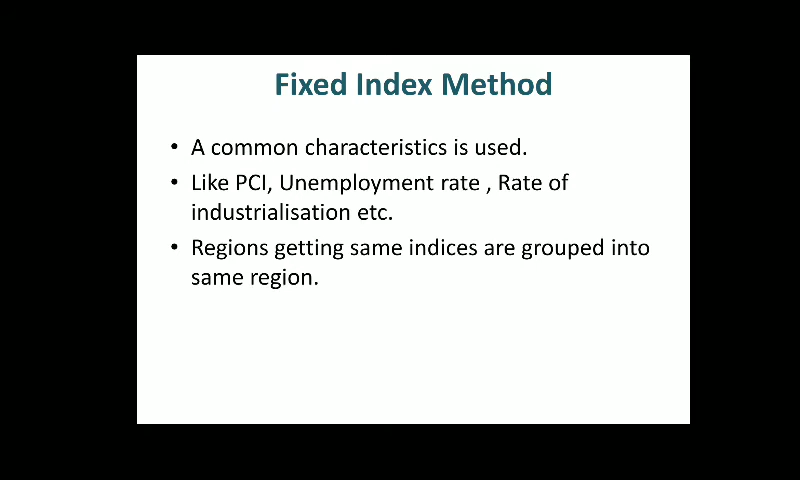 Fixed Index Method
• A common characteristics is used.
• Like PCI, Unemployment rate , Rate of
industrialisation etc.
• Regions getting same indices are grouped into
same region.